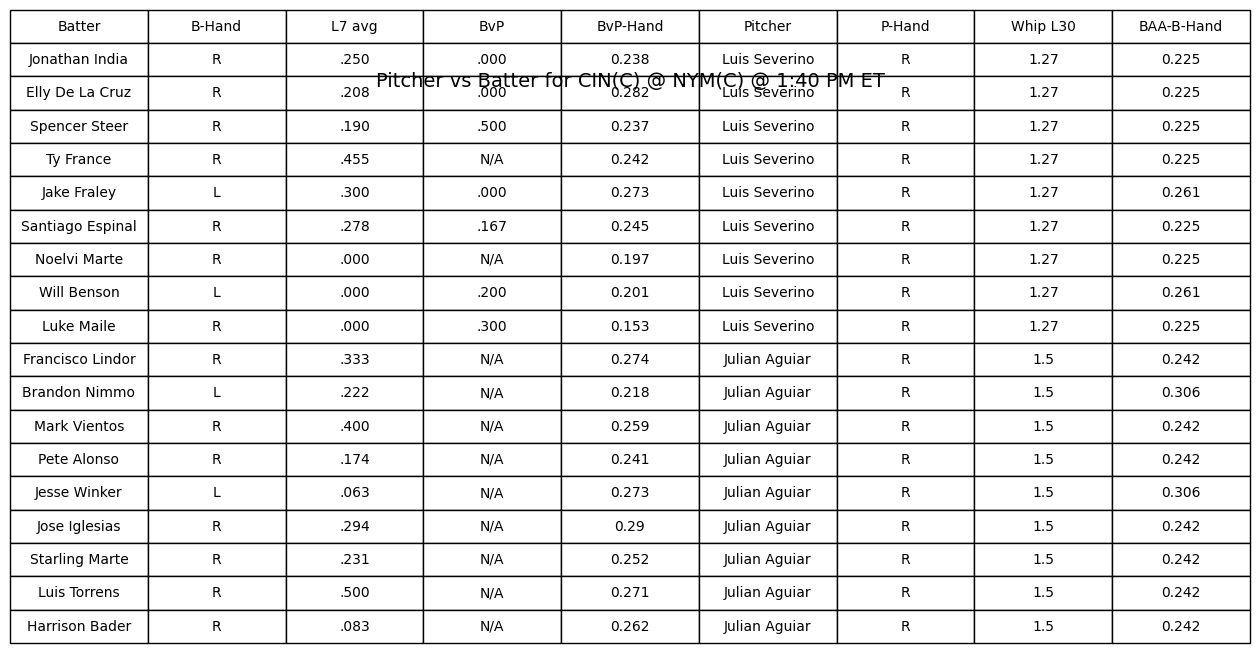 Batter B-Hand L7 avg BvP BvP-Hand Pitcher P-Hand Whip L30 BAA-B-Hand
Jonathan India R .250 .000 0.238 Luis Severino R 1.27 0.225
Pitcher vs Batter for CIN(C) @ NYM(C) @ 1:40 PM ET
Elly De La Cruz R .208 .000 0.282 Luis Severino R 1.27 0.225
Spencer Steer R .190 .500 0.237 Luis Severino R 1.27 0.225
Ty France R .455 N/A 0.242 Luis Severino R 1.27 0.225
Jake Fraley L .300 .000 0.273 Luis Severino R 1.27 0.261
Santiago Espinal R .278 .167 0.245 Luis Severino R 1.27 0.225
Noelvi Marte R .000 N/A 0.197 Luis Severino R 1.27 0.225
Will Benson L .000 .200 0.201 Luis Severino R 1.27 0.261
Luke Maile R .000 .300 0.153 Luis Severino R 1.27 0.225
Francisco Lindor R .333 N/A 0.274 Julian Aguiar R 1.5 0.242
Brandon Nimmo L .222 N/A 0.218 Julian Aguiar R 1.5 0.306
Mark Vientos R .400 N/A 0.259 Julian Aguiar R 1.5 0.242
Pete Alonso R .174 N/A 0.241 Julian Aguiar R 1.5 0.242
Jesse Winker L .063 N/A 0.273 Julian Aguiar R 1.5 0.306
Jose Iglesias R .294 N/A 0.29 Julian Aguiar R 1.5 0.242
Starling Marte R .231 N/A 0.252 Julian Aguiar R 1.5 0.242
Luis Torrens R .500 N/A 0.271 Julian Aguiar R 1.5 0.242
Harrison Bader R .083 N/A 0.262 Julian Aguiar R 1.5 0.242